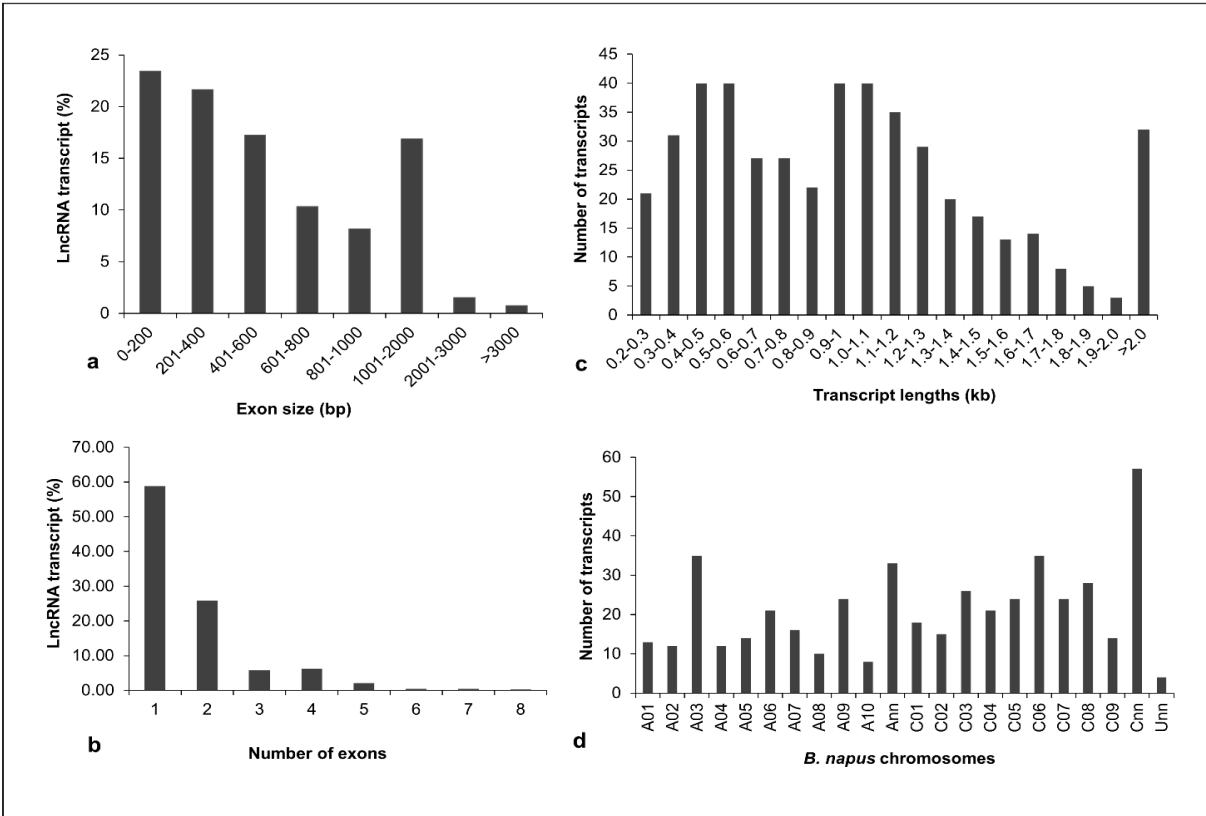 25
20
15
10
5
0
LncRNA transcript (%)
0-200
201-400
401-600
601-800
801-1000
1001-2000
2001-3000
>3000
a
Exon size (bp)
45
40
35
30
25
20
15
10
5
0
Number of transcripts
0.2-0.3
0.3-0.4
0.4-0.5
0.5-0.6
0.6-0.7
0.7-0.8
0.8-0.9
0.9-1
1.0-1.1
1.1-1.2
1.2-1.3
1.3-1.4
1.4-1.5
1.5-1.6
1.6-1.7
1.7-1.8
1.8-1.9
1.9-2.0
>2.0
c
Transcript lengths (kb)
70.00
60.00
50.00
40.00
30.00
20.00
10.00
0.00
LncRNA transcript (%)
1 2 3 4 5 6 7 8
b
Number of exons
60
50
40
30
20
10
0
Number of transcripts
A01
A02
A03
A04
A05
A06
A07
A08
A09
A10
Ann
C01
C02
C03
C04
C05
C06
C07
C08
C09
Cnn
Unn
d
B. napus chromosomes